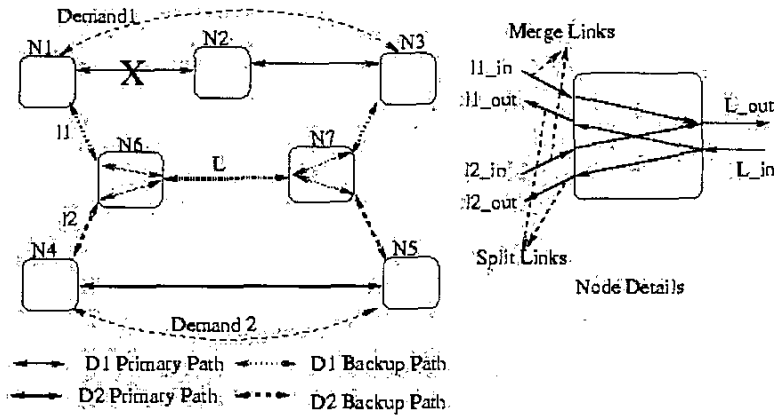 Demand1
N1
N2
N3
X
l1
N6
L
N7
l2
N4
N5
Demand 2
Merge Links
l1_in
l1_out
L_out
l2_in
L_in
l2_out
Split Links
Node Details
D1 Primary Path
D1 Backup Path
D2 Primary Path
D2 Backup Path